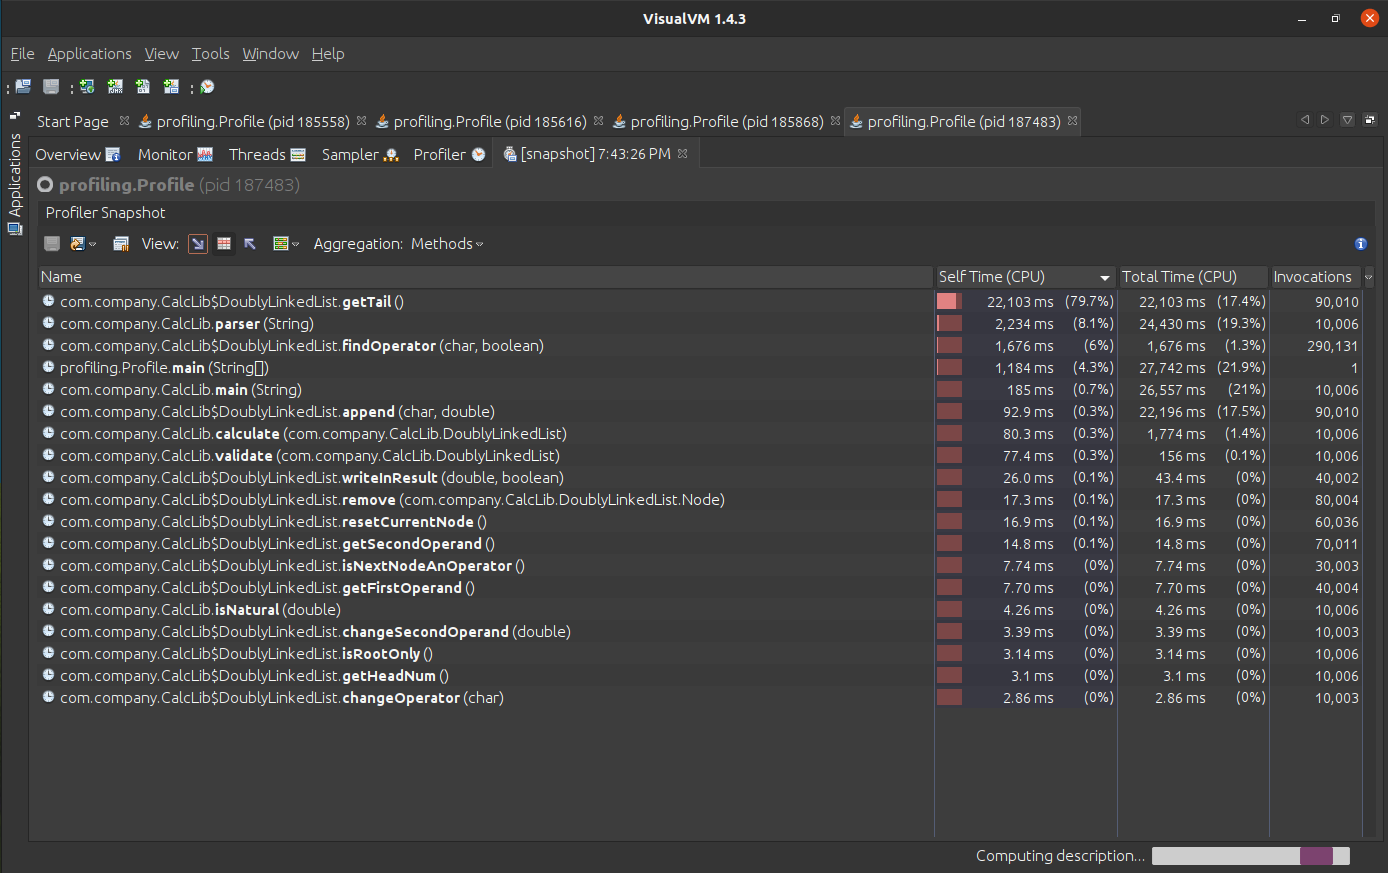 VisualVM 1.4.3
File Applications View Tools Window Help
Start Page profiling.Profile (pid 185558) profiling.Profile (pid 185616) profiling.Profile (pid 185868) profiling.Profile (pid 187483)
Applications
Overview Monitor Threads Sampler Profiler [snapshot] 7:43:26 PM
profiling.Profile (pid 187483)
Profiler Snapshot
View: Aggregation: Methods
Name Self Time (CPU) Total Time (CPU) Invocations
com.company.CalcLib$DoublyLinkedList.getTail () 22,103 ms (79.7%) 22,103 ms (17.4%) 90,010
com.company.CalcLib.parser (String) 2,234 ms (8.1%) 24,430 ms (19.3%) 10,006
com.company.CalcLib$DoublyLinkedList.findOperator (char, boolean) 1,676 ms (6%) 1,676 ms (1.3%) 290,131
profiling.Profile.main (String[]) 1,184 ms (4.3%) 27,742 ms (21.9%) 1
com.company.CalcLib.main (String) 185 ms (0.7%) 26,557 ms (21%) 10,006
com.company.CalcLib$DoublyLinkedList.append (char, double) 92.9 ms (0.3%) 22,196 ms (17.5%) 90,010
com.company.CalcLib.calculate (com.company.CalcLib.DoublyLinkedList) 80.3 ms (0.3%) 1,774 ms (1.4%) 10,006
com.company.CalcLib.validate (com.company.CalcLib.DoublyLinkedList) 77.4 ms (0.3%) 156 ms (0.1%) 10,006
com.company.CalcLib$DoublyLinkedList.writeInResult (double, boolean) 26.0 ms (0.1%) 43.4 ms (0%) 40,002
com.company.CalcLib$DoublyLinkedList.remove (com.company.CalcLib.DoublyLinkedList.Node) 17.3 ms (0.1%) 17.3 ms (0%) 80,004
com.company.CalcLib$DoublyLinkedList.resetCurrentNode () 16.9 ms (0.1%) 16.9 ms (0%) 60,036
com.company.CalcLib$DoublyLinkedList.getSecondOperand () 14.8 ms (0.1%) 14.8 ms (0%) 70,011
com.company.CalcLib$DoublyLinkedList.isNextNodeAnOperator () 7.74 ms (0%) 7.74 ms (0%) 30,003
com.company.CalcLib$DoublyLinkedList.getFirstOperand () 7.70 ms (0%) 7.70 ms (0%) 40,004
com.company.CalcLib.isNatural (double) 4.26 ms (0%) 4.26 ms (0%) 10,006
com.company.CalcLib$DoublyLinkedList.changeSecondOperand (double) 3.39 ms (0%) 3.39 ms (0%) 10,003
com.company.CalcLib$DoublyLinkedList.isRootOnly () 3.14 ms (0%) 3.14 ms (0%) 10,006
com.company.CalcLib$DoublyLinkedList.getHeadNum () 3.1 ms (0%) 3.1 ms (0%) 10,006
com.company.CalcLib$DoublyLinkedList.changeOperator (char) 2.86 ms (0%) 2.86 ms (0%) 10,003
Computing description...